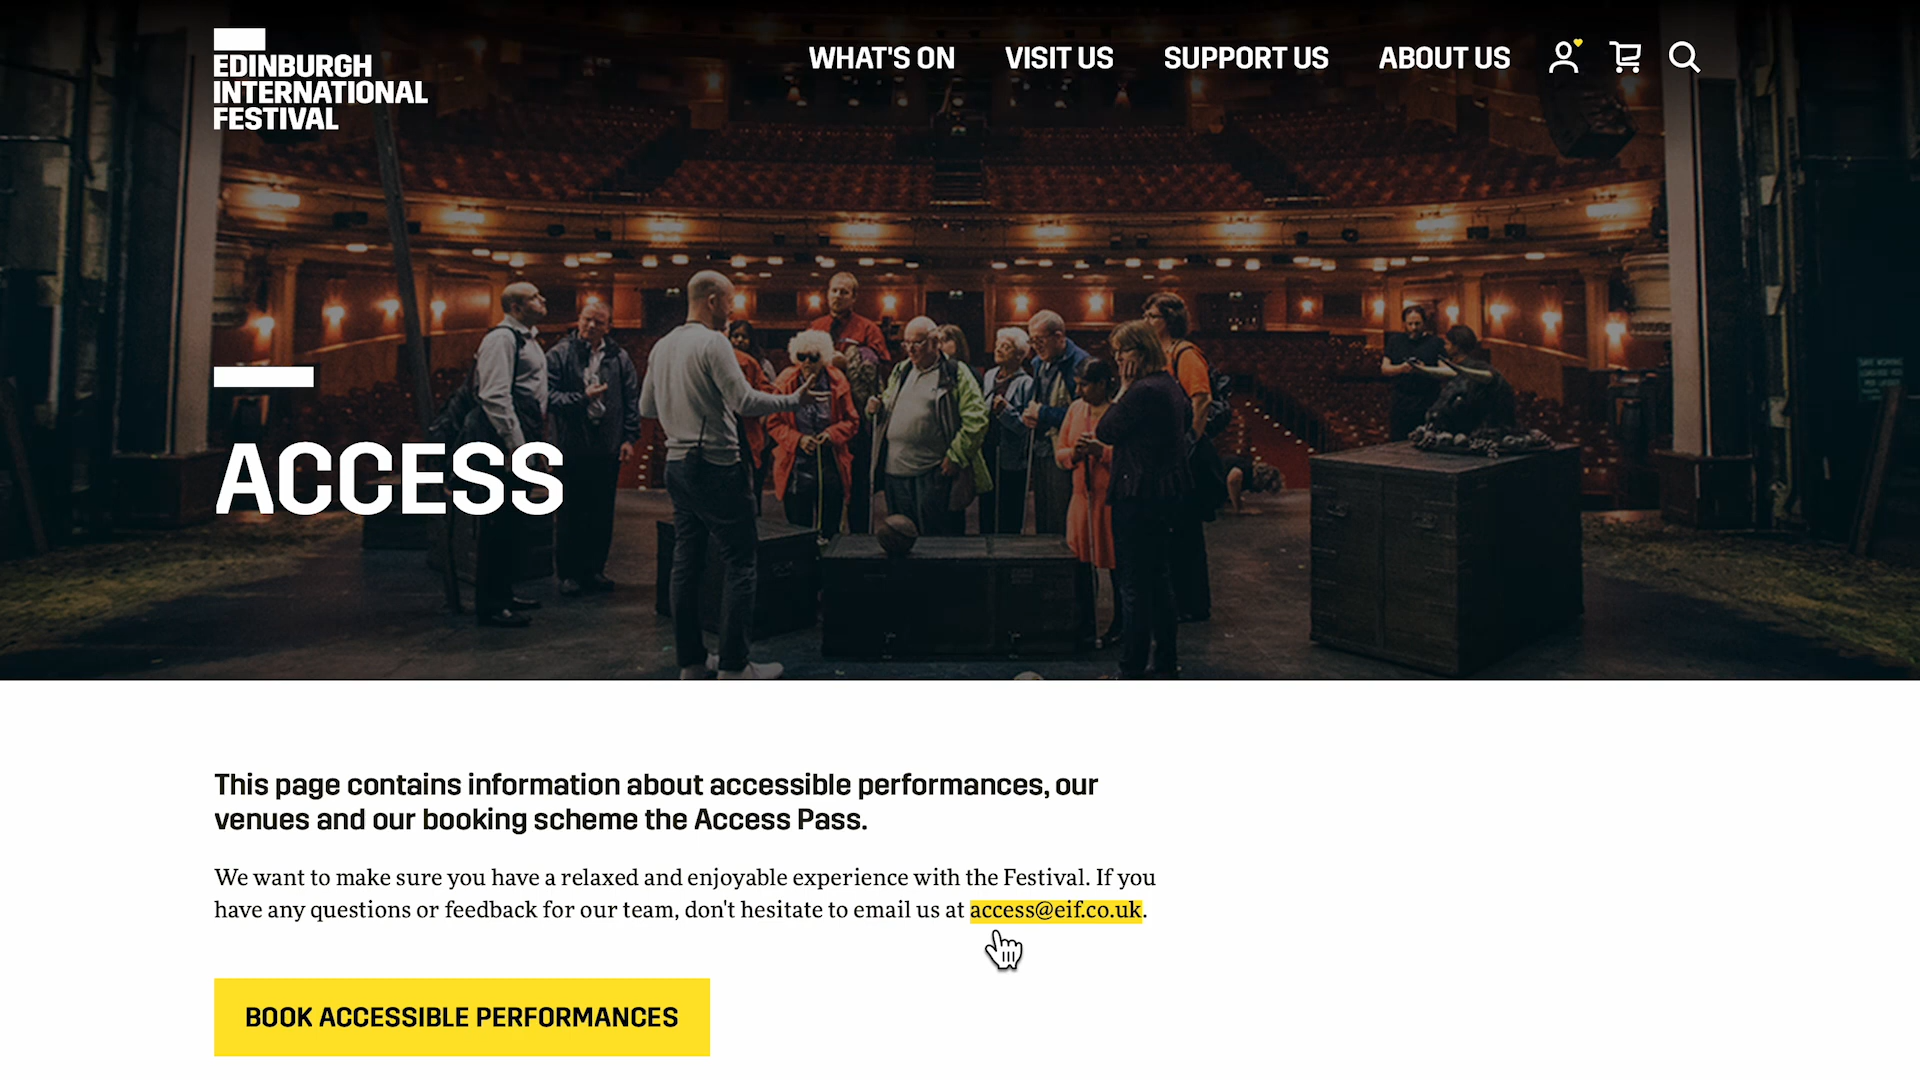 EDINBURGH
INTERNATIONAL
FESTIVAL
WHAT'S ON
VISIT US
SUPPORT US
ABOUT US
ACCESS
This page contains information about accessible performances, our
venues and our booking scheme the Access Pass.
We want to make sure you have a relaxed and enjoyable experience with the Festival. If you
have any questions or feedback for our team, don't hesitate to email us at access@eif.co.uk.
BOOK ACCESSIBLE PERFORMANCES